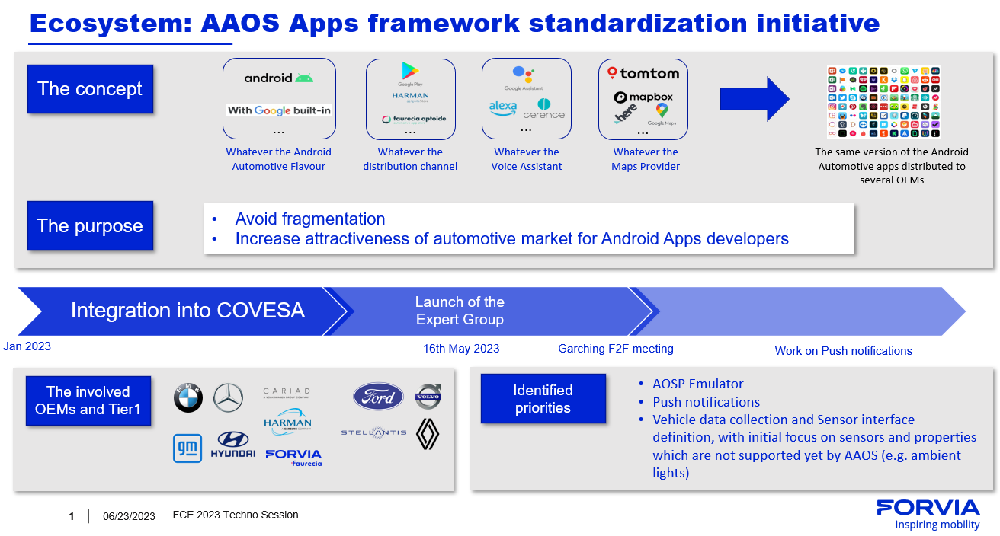 Ecosystem: AAOS Apps framework standardization initiative
The concept
android
With Google built-in
...
Whatever the Android
Automotive Flavour
Google Play
HARMAN
faurecia aptoide
...
Whatever the
distribution channel
Google Assistant
alexa
cerence
...
Whatever the
Voice Assistant
tomtom
mapbox
here
Google Maps
...
Whatever the
Maps Provider
The same version of the Android
Automotive apps distributed to
several OEMs
The purpose
• Avoid fragmentation
• Increase attractiveness of automotive market for Android Apps developers
Integration into COVESA
Launch of the
Expert Group
Jan 2023
16th May 2023
Garching F2F meeting
Work on Push notifications
The involved
OEMs and Tier1
BMW
CARIAD
A VOLKSWAGEN GROUP COMPANY
HARMAN
A SAMSUNG COMPANY
gm
HYUNDAI
FORVIA
faurecia
Ford
VOLVO
STELLANTIS
Identified
priorities
• AOSP Emulator
• Push notifications
• Vehicle data collection and Sensor interface
definition, with initial focus on sensors and properties
which are not supported yet by AAOS (e.g. ambient
lights)
1
06/23/2023
FCE 2023 Techno Session
FORVIA
Inspiring mobility